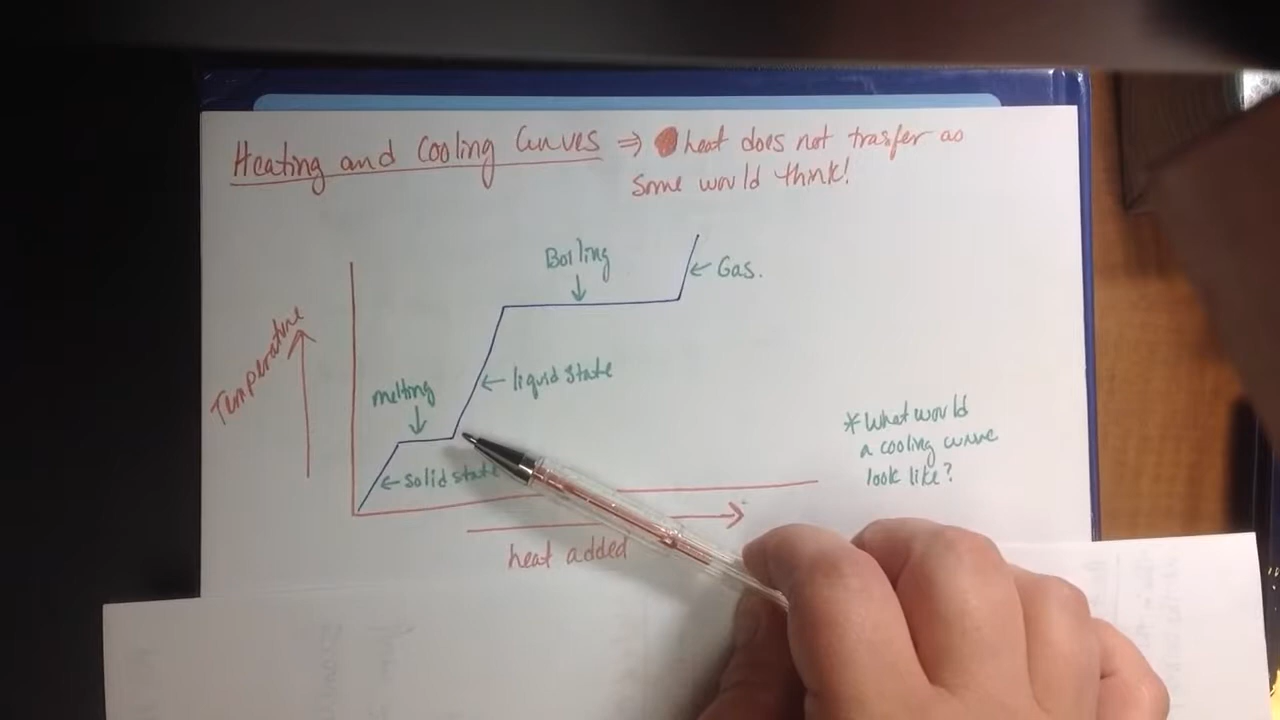 Heating and Cooling Curves ⇒ heat does not trasfer as
some would think!
Boiling
↓
← Gas.
Temperature
← liquid state
melting
↓
← solid state
* What would
a cooling curve
look like?
heat added